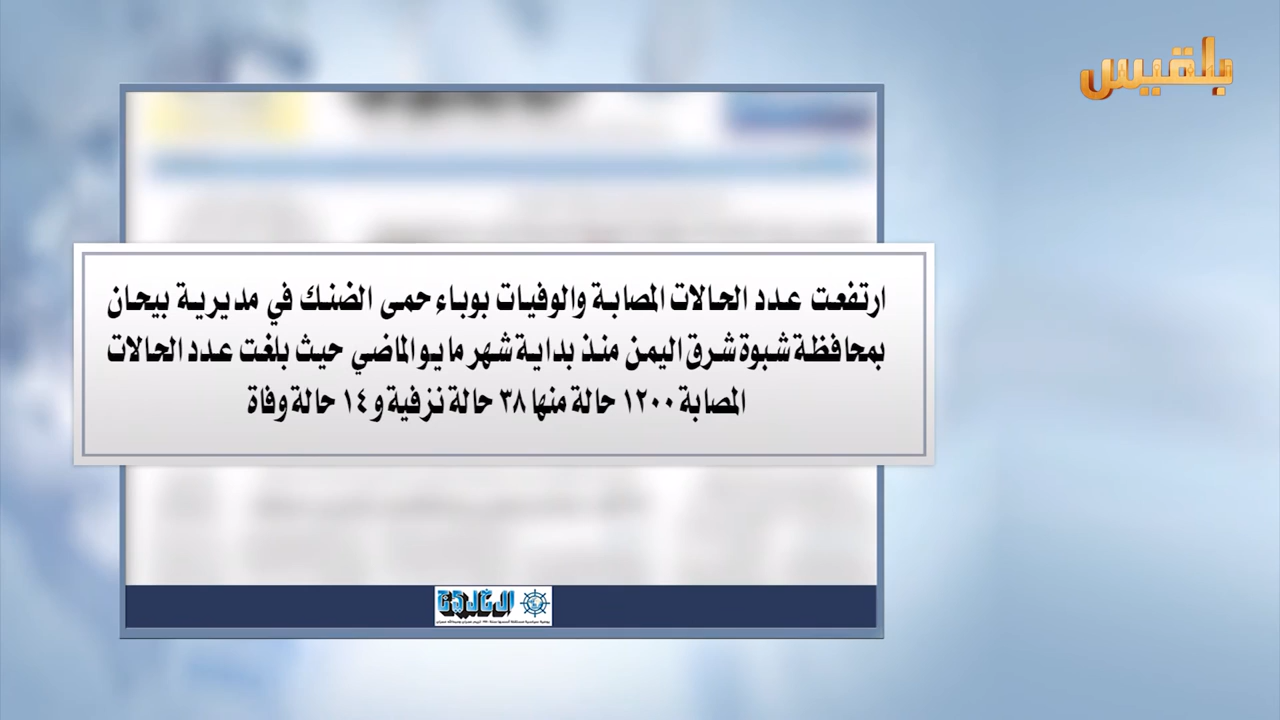 بلقيس
ارتفعت عدد الحالات المصابة والوفيات بوباء حمى الضنك في مديرية بيحان
بمحافظة شبوة شرق اليمن منذ بداية شهر مايو الماضي حيث بلغت عدد الحالات
المصابة ١٢٠٠ حالة منها ٣٨ حالة نزفية و ١٤ حالة وفاة